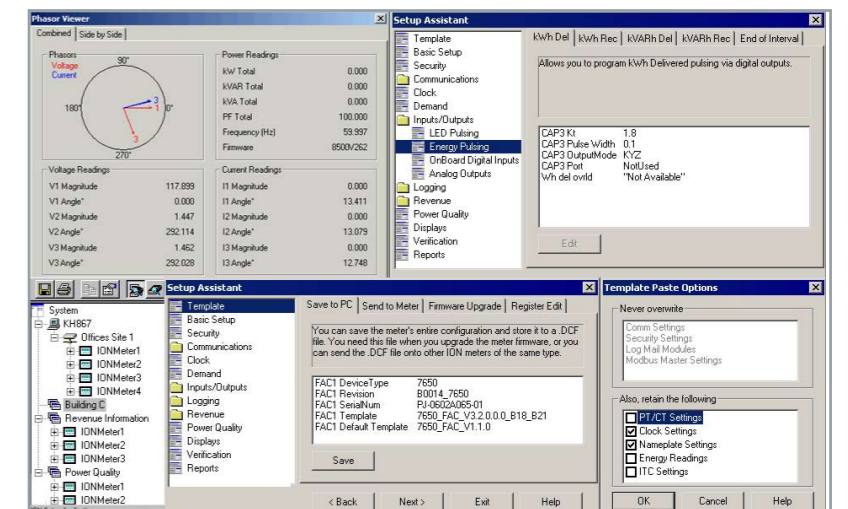 Phasor Viewer
Combined Side by Side
Phasors
Voltage
Current
90°
180°
0°
270°
3
1
3
Power Readings
kW Total 0.000
kVAR Total 0.000
kVA Total 0.000
PF Total 100.000
Frequency (Hz) 59.997
Firmware 8500V262
Voltage Readings
V1 Magnitude 117.899
V1 Angle° 0.000
V2 Magnitude 1.447
V2 Angle° 292.114
V3 Magnitude 1.462
V3 Angle° 292.028
Current Readings
I1 Magnitude 0.000
I1 Angle° 13.411
I2 Magnitude 0.000
I2 Angle° 13.079
I3 Magnitude 0.000
I3 Angle° 12.748
Setup Assistant
Template
Basic Setup
Security
Communications
Clock
Demand
Inputs/Outputs
LED Pulsing
Energy Pulsing
OnBoard Digital Inputs
Analog Outputs
Logging
Revenue
Power Quality
Displays
Verification
Reports
kWh Del kWh Rec kVARh Del kVARh Rec End of Interval
Allows you to program kWh Delivered pulsing via digital outputs.
CAP3 Kt 1.8
CAP3 Pulse Width 0.1
CAP3 OutputMode KYZ
CAP3 Port NotUsed
Wh del ovrld "Not Available"
Edit
System
KH867
Offices Site 1
IONMeter1
IONMeter2
IONMeter3
IONMeter4
Building C
Revenue Information
IONMeter1
IONMeter2
IONMeter3
Power Quality
IONMeter1
IONMeter2
Setup Assistant
Template
Basic Setup
Security
Communications
Clock
Demand
Inputs/Outputs
Logging
Revenue
Power Quality
Displays
Verification
Reports
Save to PC Send to Meter Firmware Upgrade Register Edit
You can save the meter's entire configuration and store it to a .DCF
file. You need this file when you upgrade the meter firmware, or you
can send the .DCF file onto other ION meters of the same type.
FAC1 DeviceType 7650
FAC1 Revision B0014_7650
FAC1 SerialNum PJ-0602A065-01
FAC1 Template 7650_FAC_V3.2.0.0.0_B18_B21
FAC1 Default Template 7650_FAC_V1.1.0
Save
< Back Next > Exit Help
Template Paste Options
Never overwrite
Comm Settings
Security Settings
Log Mail Modules
Modbus Master Settings
Also, retain the following
PT/CT Settings
Clock Settings
Nameplate Settings
Energy Readings
ITC Settings
OK Cancel Help